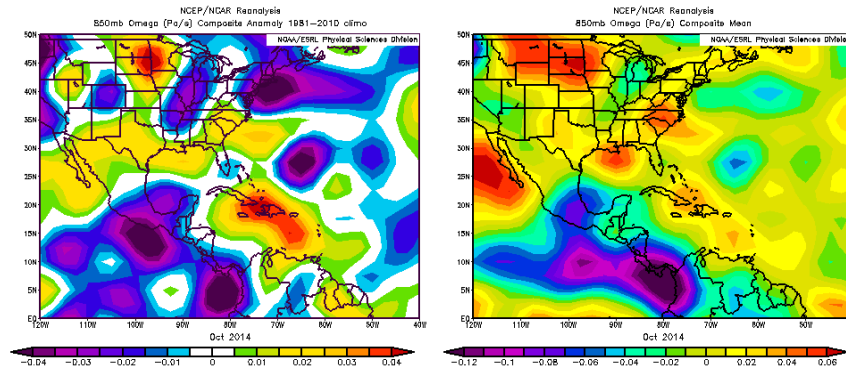 NCEP/NCAR Reanalysis
850mb Omega (Pa/s) Composite Anomaly 1981-2010 climo
NOAA/ESRL Physical Sciences Division
50N
45N
40N
35N
30N
25N
20N
15N
10N
5N
EQ
120W 110W 100W 90W 80W 70W 60W 50W 40W
Oct 2014
-0.04 -0.03 -0.02 -0.01 0 0.01 0.02 0.03 0.04
NCEP/NCAR Reanalysis
850mb Omega (Pa/s) Composite Mean
NOAA/ESRL Physical Sciences Division
50N
45N
40N
35N
30N
25N
20N
15N
10N
5N
EQ
120W 110W 100W 90W 80W 70W 60W 50W
Oct 2014
-0.12 -0.1 -0.08 -0.06 -0.04 -0.02 0 0.02 0.04 0.06